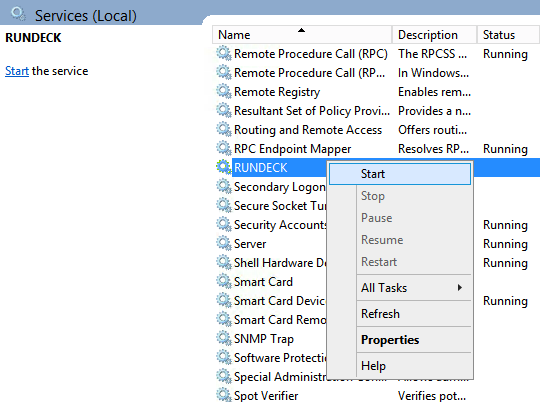 Services (Local)
RUNDECK
Start the service
Name Description Status
Remote Procedure Call (RPC) The RPCSS ... Running
Remote Procedure Call (RP... In Windows...
Remote Registry Enables rem...
Resultant Set of Policy Provi... Provides a n...
Routing and Remote Access Offers routi...
RPC Endpoint Mapper Resolves RP... Running
RUNDECK
Start
Secondary Logon
Stop
Secure Socket Tu
Pause
Security Accounts Running
Server Running
Resume
Shell Hardware De Running
Restart
Smart Card
All Tasks
Smart Card Device Running
Smart Card Remo
Refresh
SNMP Trap
Properties
Software Protectio
Help
Special Administration Con...
Spot Verifier Verifies pot...